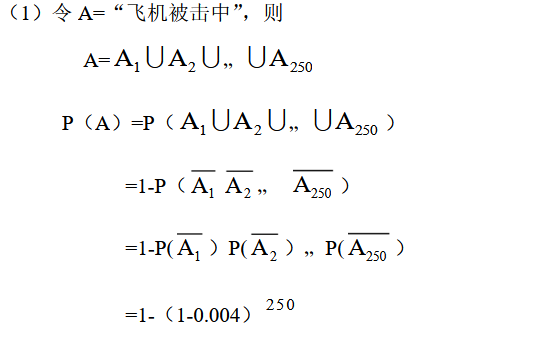 （1）令 A=“飞机被击中”，则
A=A₁⋃A₂⋃„ ⋃A₂₅₀
P（A）=P（A₁⋃A₂⋃„ ⋃A₂₅₀）
=1-P（A̅₁ A̅₂ „ A̅₂₅₀）
=1-P(A̅₁）P(A̅₂）„ P(A̅₂₅₀）
=1-（1-0.004）²⁵⁰